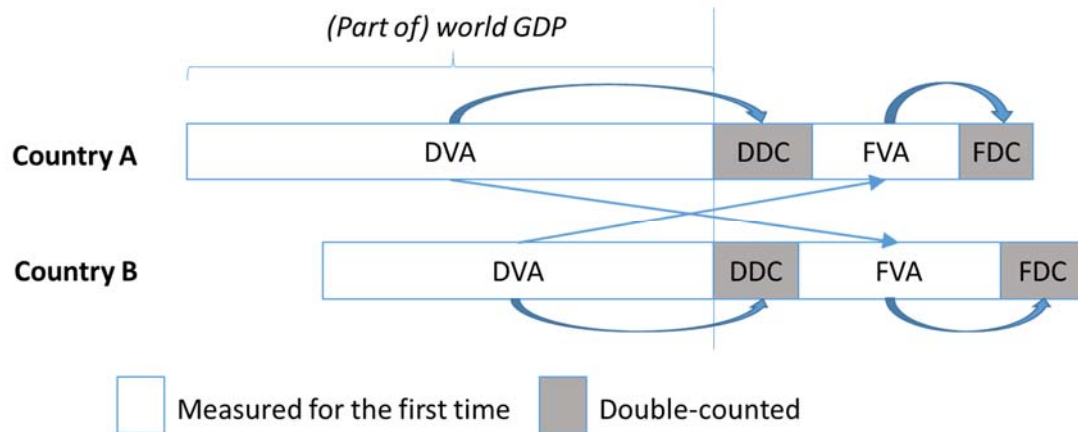 (Part of) world GDP
Country A
DVA
DDC
FVA
FDC
Country B
DVA
DDC
FVA
FDC
Measured for the first time
Double-counted